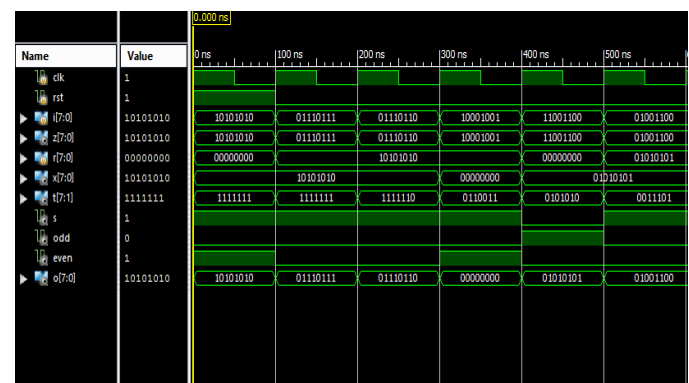 0.000 ns
Name Value 0 ns 100 ns 200 ns 300 ns 400 ns 500 ns
clk 1
rst 1
i[7:0] 10101010 10101010 01110111 01110110 10001001 11001100 01001100
z[7:0] 10101010 10101010 01110111 01110110 10001001 11001100 01001100
r[7:0] 00000000 00000000 10101010 00000000 01010101
x[7:0] 10101010 10101010 00000000 01010101
t[7:1] 1111111 1111111 1111111 1111110 0110011 0101010 0011101
s 1
odd 0
even 1
o[7:0] 10101010 10101010 01110111 01110110 00000000 01010101 01001100